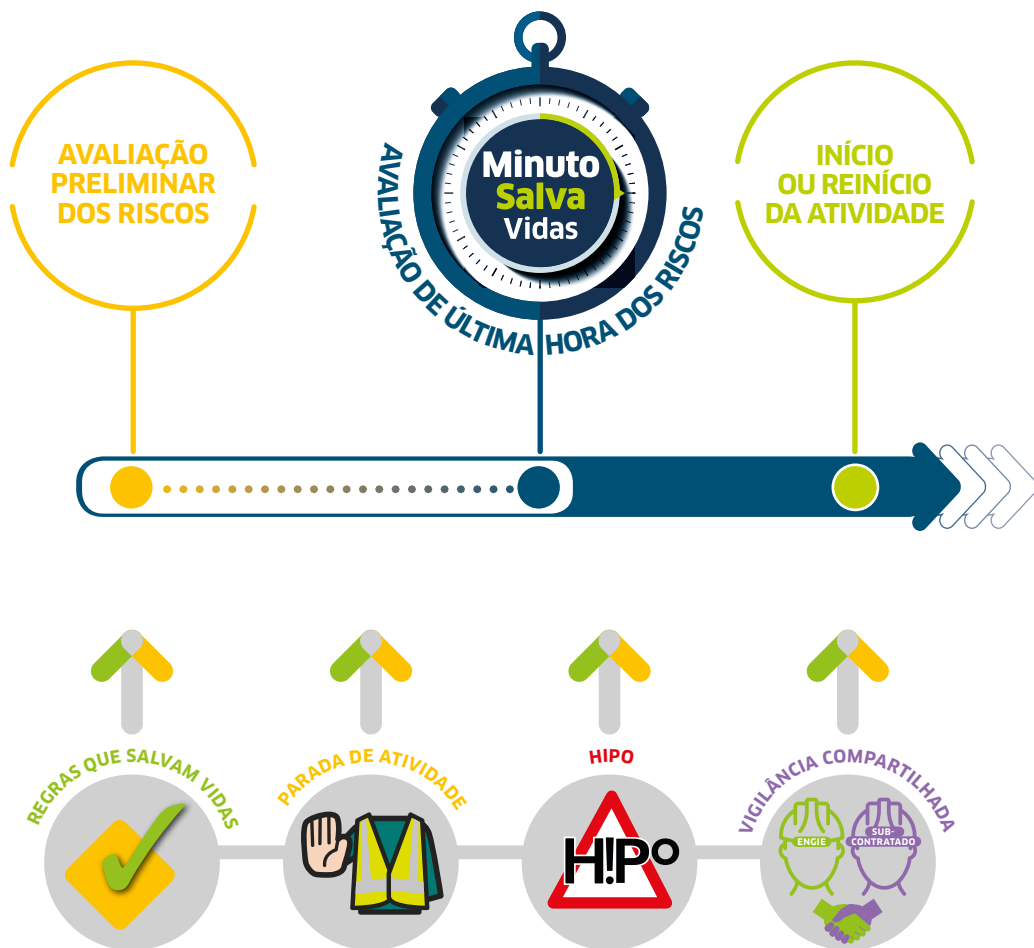 AVALIAÇÃO
PRELIMINAR
DOS RISCOS
Minuto
Salva
Vidas
AVALIAÇÃO DE ÚLTIMA HORA DOS RISCOS
INÍCIO
OU REINÍCIO
DA ATIVIDADE
REGRAS QUE SALVAM VIDAS
PARADA DE ATIVIDADE
HIPO
H!Po
VIGILÂNCIA COMPARTILHADA
ENGIE
SUB-
CONTRATADO